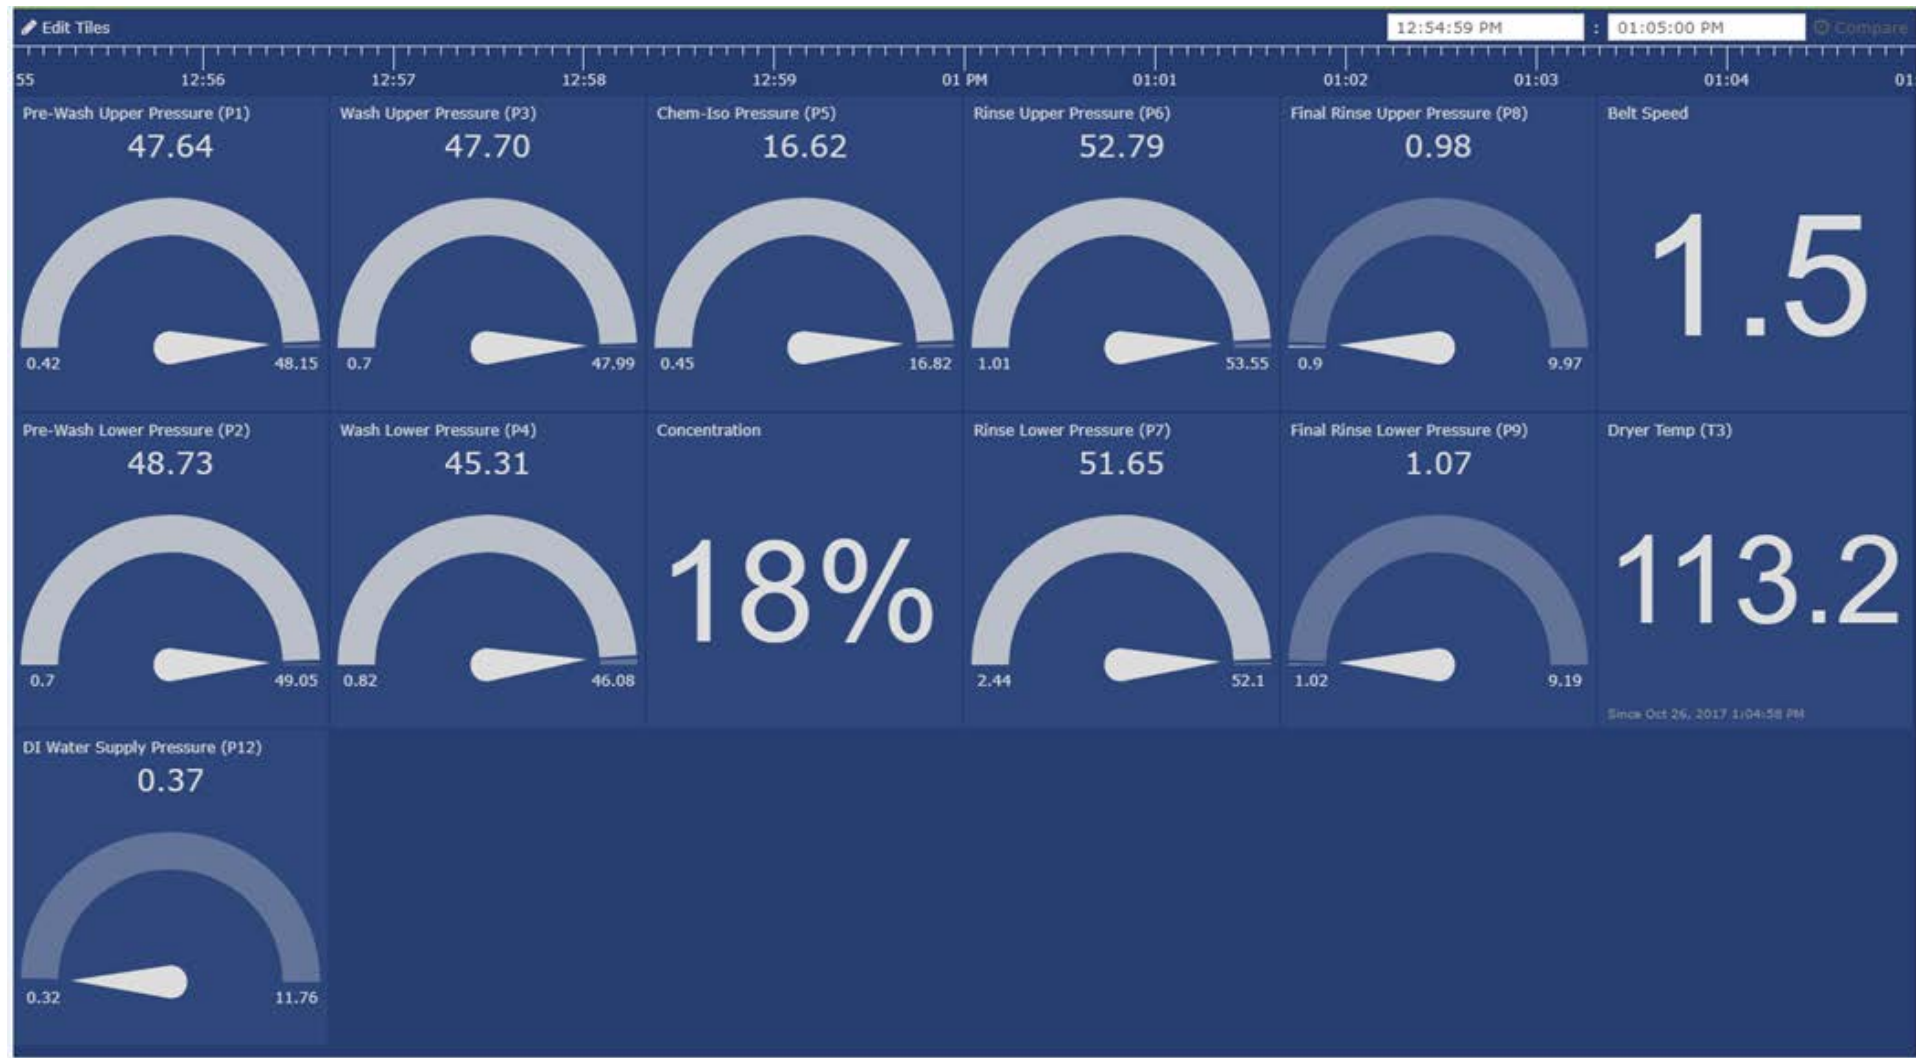 Edit Tiles
12:54:59 PM : 01:05:00 PM Compare
55 12:56 12:57 12:58 12:59 01 PM 01:01 01:02 01:03 01:04 01:
Pre-Wash Upper Pressure (P1)
47.64
0.42 48.15
Wash Upper Pressure (P3)
47.70
0.7 47.99
Chem-Iso Pressure (P5)
16.62
0.45 16.82
Rinse Upper Pressure (P6)
52.79
1.01 53.55
Final Rinse Upper Pressure (P8)
0.98
0.9 9.97
Belt Speed
1.5
Pre-Wash Lower Pressure (P2)
48.73
0.7 49.05
Wash Lower Pressure (P4)
45.31
0.82 46.08
Concentration
18%
Rinse Lower Pressure (P7)
51.65
2.44 52.1
Final Rinse Lower Pressure (P9)
1.07
1.02 9.19
Dryer Temp (T3)
113.2
Since Oct 26, 2017 1:04:58 PM
DI Water Supply Pressure (P12)
0.37
0.32 11.76